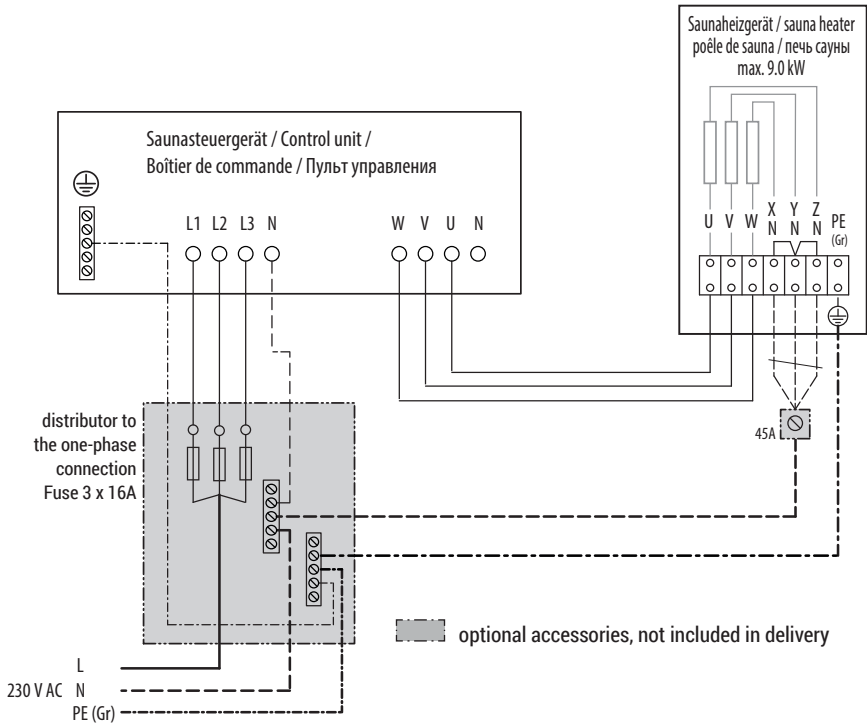 Saunaheizgerät / sauna heater
poêle de sauna / печь сауны
max. 9.0 kW
Saunasteuergerät / Control unit /
Boîtier de commande / Пульт управления
L1 L2 L3 N
W V U N
U V W X Y Z PE
N N N (Gr)
distributor to
the one-phase
connection
Fuse 3 x 16A
45A
optional accessories, not included in delivery
L
230 V AC N
PE (Gr)